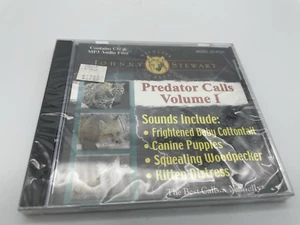 Contains CD &
MP3 Audio Files
JOHNNY STEWART
Predator Calls
Volume I
Sounds Include:
• Frightened Baby Cottontail
• Canine Puppies
• Squealing Woodpecker
• Kitten Distress
The Best Calls